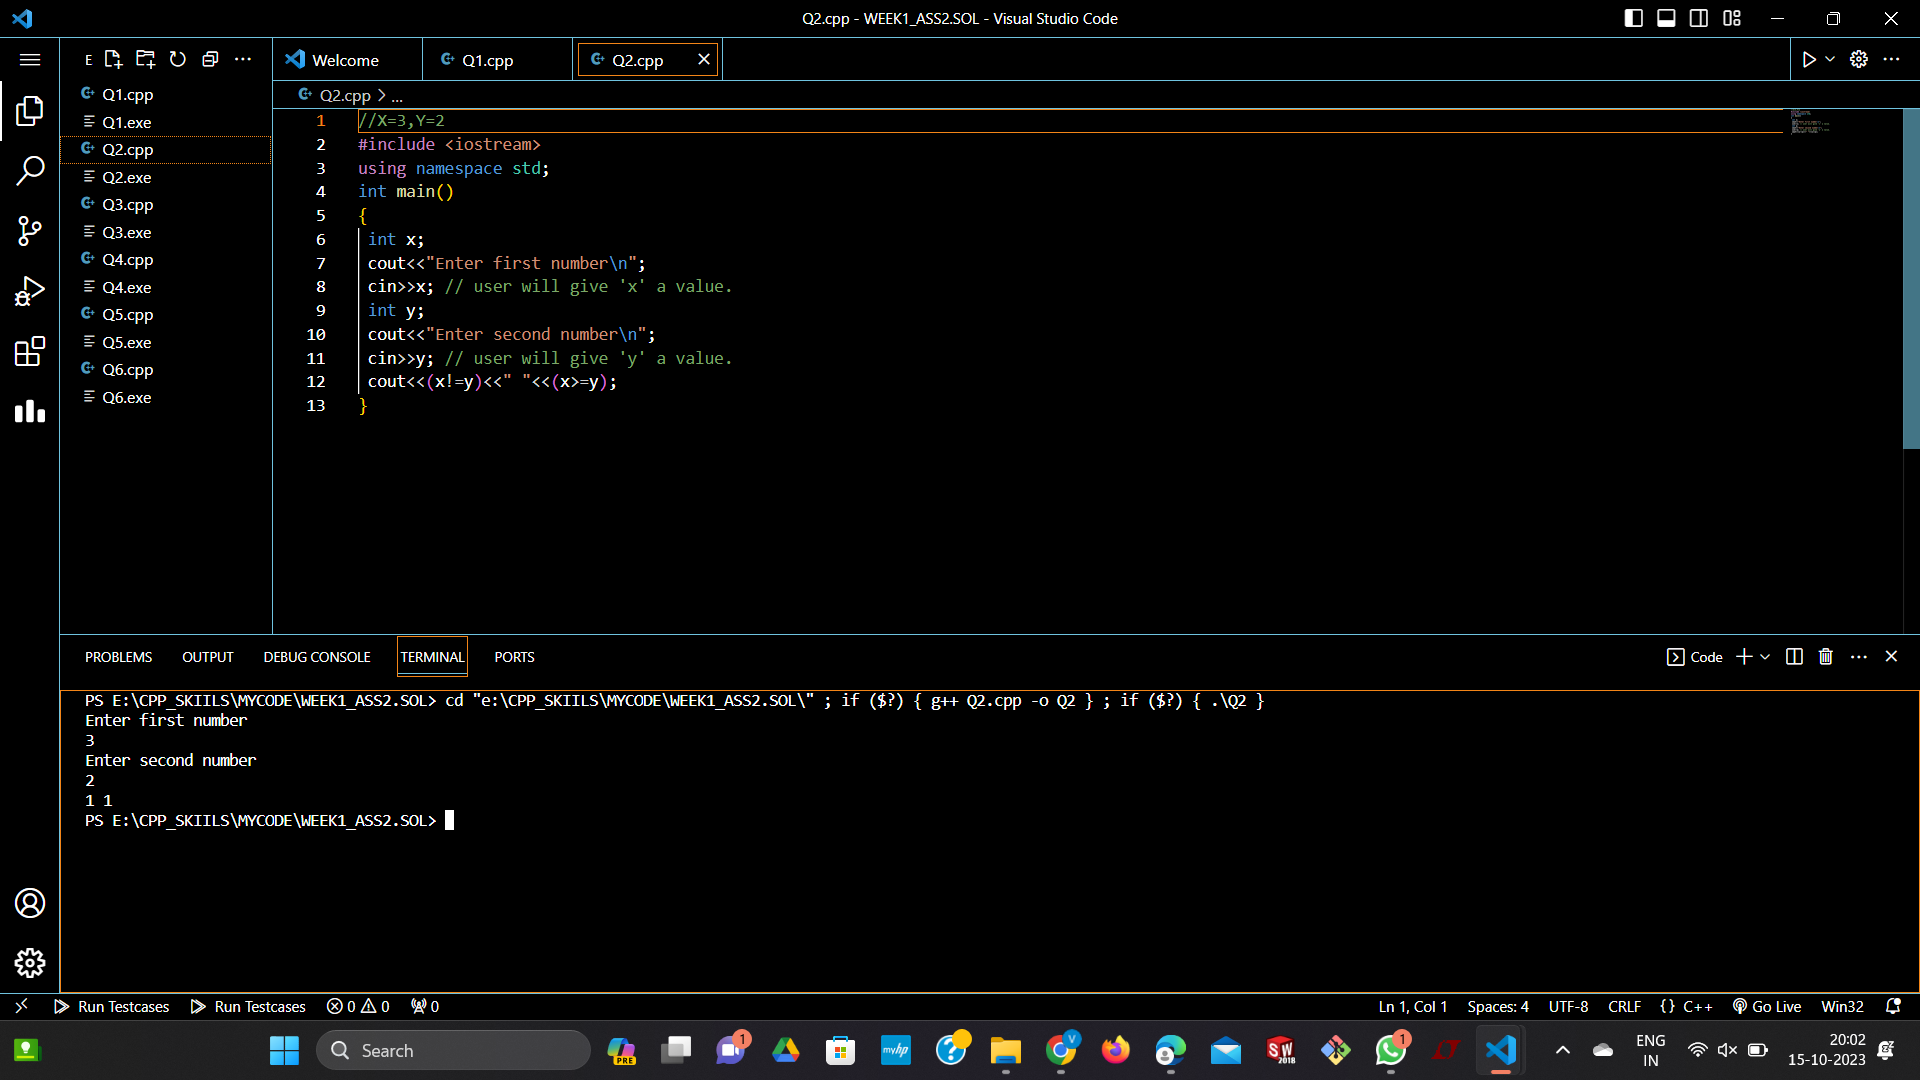 Q2.cpp - WEEK1_ASS2.SOL - Visual Studio Code
E
Welcome
Q1.cpp
Q2.cpp
Q2.cpp > ...
Q1.cpp
Q1.exe
Q2.cpp
Q2.exe
Q3.cpp
Q3.exe
Q4.cpp
Q4.exe
Q5.cpp
Q5.exe
Q6.cpp
Q6.exe
1 //X=3,Y=2
2 #include <iostream>
3 using namespace std;
4 int main()
5 {
6 int x;
7 cout<<"Enter first number\n";
8 cin>>x; // user will give 'x' a value.
9 int y;
10 cout<<"Enter second number\n";
11 cin>>y; // user will give 'y' a value.
12 cout<<(x!=y)<<" "<<(x>=y);
13 }
PROBLEMS OUTPUT DEBUG CONSOLE TERMINAL PORTS
Code
PS E:\CPP_SKIILS\MYCODE\WEEK1_ASS2.SOL> cd "e:\CPP_SKIILS\MYCODE\WEEK1_ASS2.SOL\" ; if ($?) { g++ Q2.cpp -o Q2 } ; if ($?) { .\Q2 }
Enter first number
3
Enter second number
2
1 1
PS E:\CPP_SKIILS\MYCODE\WEEK1_ASS2.SOL>
Run Testcases Run Testcases 0 0 0
Ln 1, Col 1 Spaces: 4 UTF-8 CRLF {} C++ Go Live Win32
Search
PRE
1
myhp
?
V
SW
2018
1
ENG
IN
20:02
15-10-2023